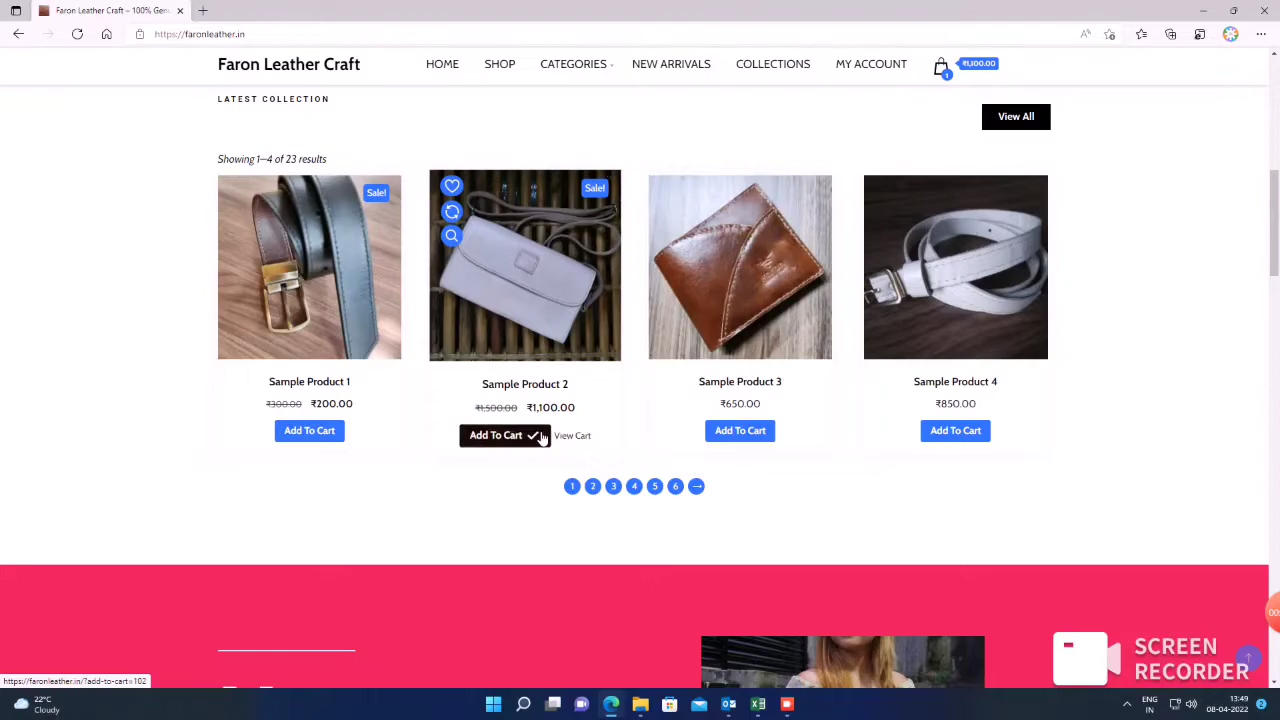 Faron Leather Craft – 100% Genu
https://faronleather.in
Faron Leather Craft
HOME
SHOP
CATEGORIES
NEW ARRIVALS
COLLECTIONS
MY ACCOUNT
1
₹1,100.00
LATEST COLLECTION
View All
Showing 1–4 of 23 results
Sale!
Sale!
Sample Product 1
Sample Product 2
Sample Product 3
Sample Product 4
₹300.00 ₹200.00
₹1,500.00 ₹1,100.00
₹650.00
₹850.00
Add To Cart
Add To Cart
View Cart
Add To Cart
Add To Cart
1 2 3 4 5 6 →
00
SCREEN
RECORDER
https://faronleather.in/?add-to-cart=102
22°C
Cloudy
ENG
IN
13:49
08-04-2022
2